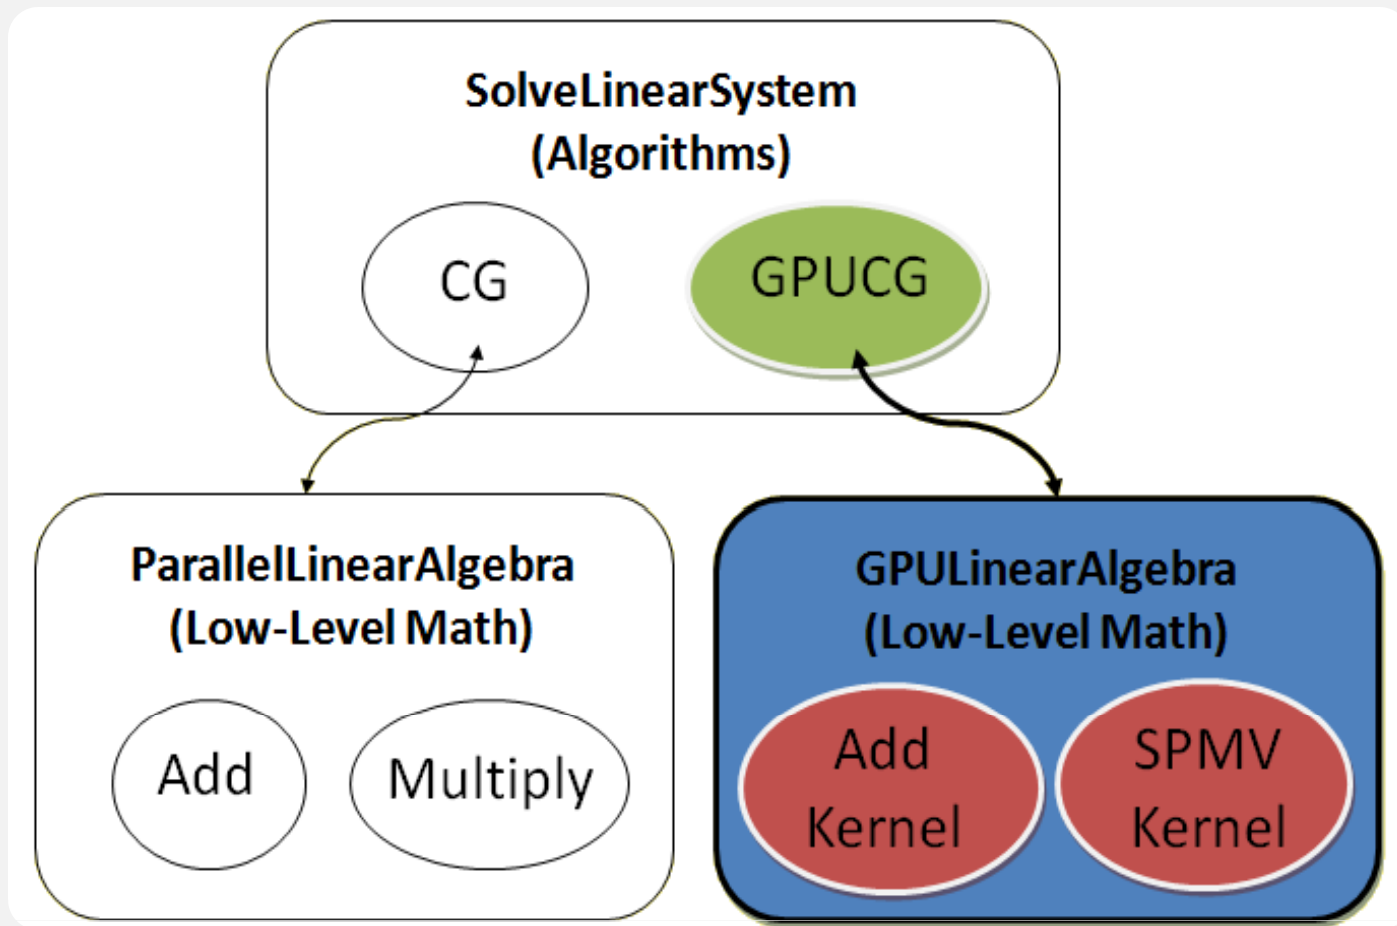 SolveLinearSystem
(Algorithms)
CG
GPUCG
ParallelLinearAlgebra
(Low-Level Math)
Add
Multiply
GPULinearAlgebra
(Low-Level Math)
Add
Kernel
SPMV
Kernel